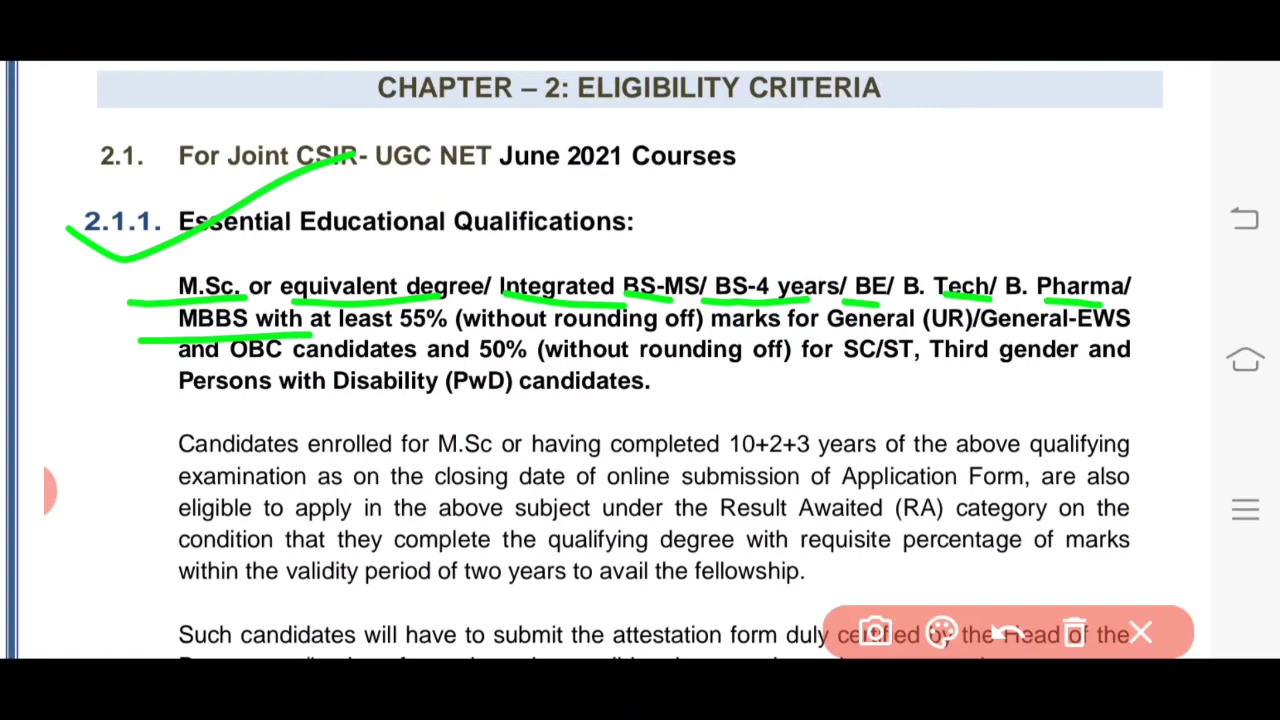 CHAPTER – 2: ELIGIBILITY CRITERIA
2.1. For Joint CSIR- UGC NET June 2021 Courses
2.1.1. Essential Educational Qualifications:
M.Sc. or equivalent degree/ Integrated BS-MS/ BS-4 years/ BE/ B. Tech/ B. Pharma/
MBBS with at least 55% (without rounding off) marks for General (UR)/General-EWS
and OBC candidates and 50% (without rounding off) for SC/ST, Third gender and
Persons with Disability (PwD) candidates.
Candidates enrolled for M.Sc or having completed 10+2+3 years of the above qualifying
examination as on the closing date of online submission of Application Form, are also
eligible to apply in the above subject under the Result Awaited (RA) category on the
condition that they complete the qualifying degree with requisite percentage of marks
within the validity period of two years to avail the fellowship.
Such candidates will have to submit the attestation form duly certified by the Head of the